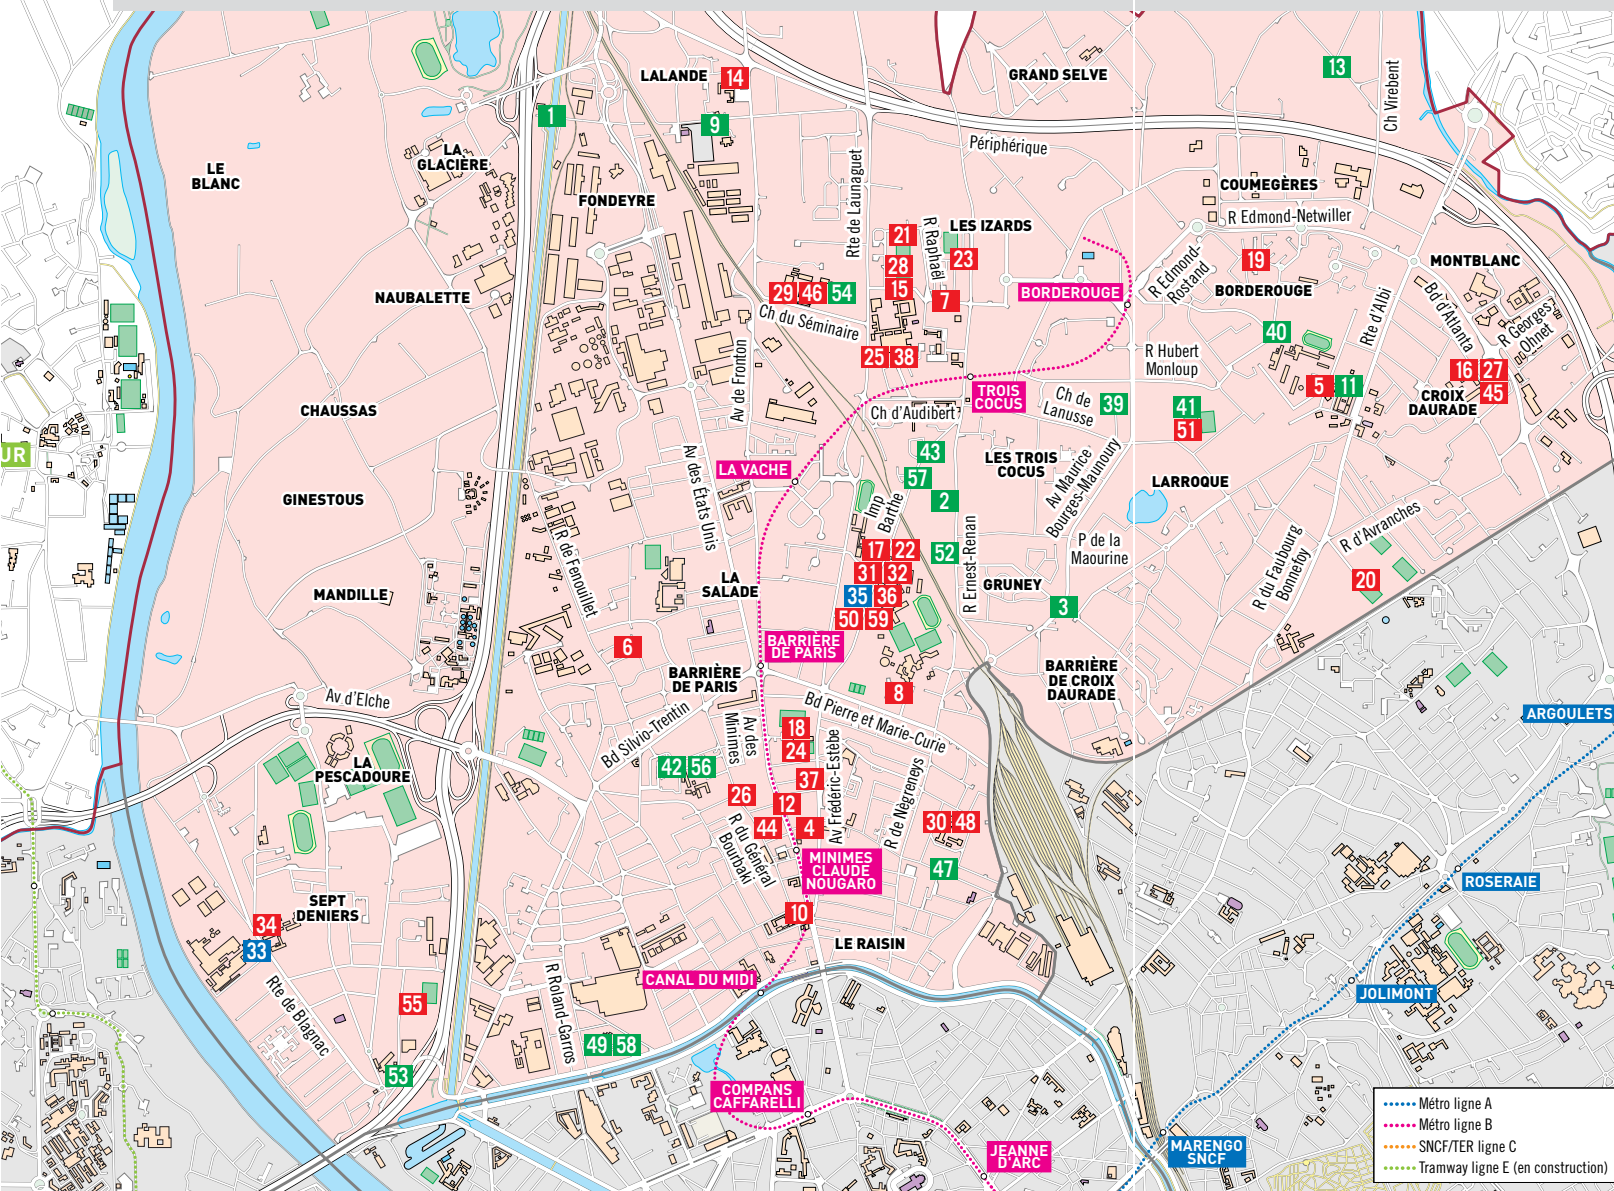 LALANDE
14
GRAND SELVE
13
Ch Virebent
1
9
Périphérique
LA
GLACIÈRE
LE
BLANC
FONDEYRE
Rte de Launaguet
COUMEGÈRES
R Edmond-Netwiller
21
R Raphaël
LES IZARDS
28
23
R Edmond-
Rostand
19
MONTBLANC
NAUBALETTE
29 46 54
15
7
BORDEROUGE
BORDEROUGE
Ch du Séminaire
Rte d'Albi
Bd d'Atlanta
R Georges
Ohnet
40
25 38
R Hubert
Monloup
Av de Fronton
16 27
TROIS
COCUS
5 11
45
CROIX
DAURADE
CHAUSSAS
Ch d'Audibert
Ch de
Lanusse
39
41
51
43
UR
Av des Etats Unis
LA VACHE
LES TROIS
COCUS
Av Maurice
Bourges-Maunoury
57
LARROQUE
GINESTOUS
Imp
Barthe
2
R de Fenouillet
R Ernest-Renan
17 22
52
P de la
Maourine
R du Faubourg
Bonnefoy
R d'Avranches
31 32
LA
SALADE
MANDILLE
35 36
GRUNEY
20
50 59
3
6
BARRIÈRE
DE PARIS
BARRIÈRE
DE PARIS
BARRIÈRE
DE CROIX
DAURADE
8
Av d'Elche
Bd Silvio-Trentin
Av des
Minimes
Bd Pierre et Marie-Curie
ARGOULETS
18
24
LA
PESCADOURE
42 56
37
Av Frédéric-Estèbe
R de Nègreneys
26
12
R du Général
Bourbaki
44
4
30 48
MINIMES
CLAUDE
NOUGARO
47
ROSERAIE
SEPT
DENIERS
34
33
10
LE RAISIN
Rte de Blagnac
R Roland-Garros
CANAL DU MIDI
JOLIMONT
55
49 58
53
COMPANS
CAFFARELLI
JEANNE
D'ARC
MARENGO
SNCF
Métro ligne A
Métro ligne B
SNCF/TER ligne C
Tramway ligne E (en construction)